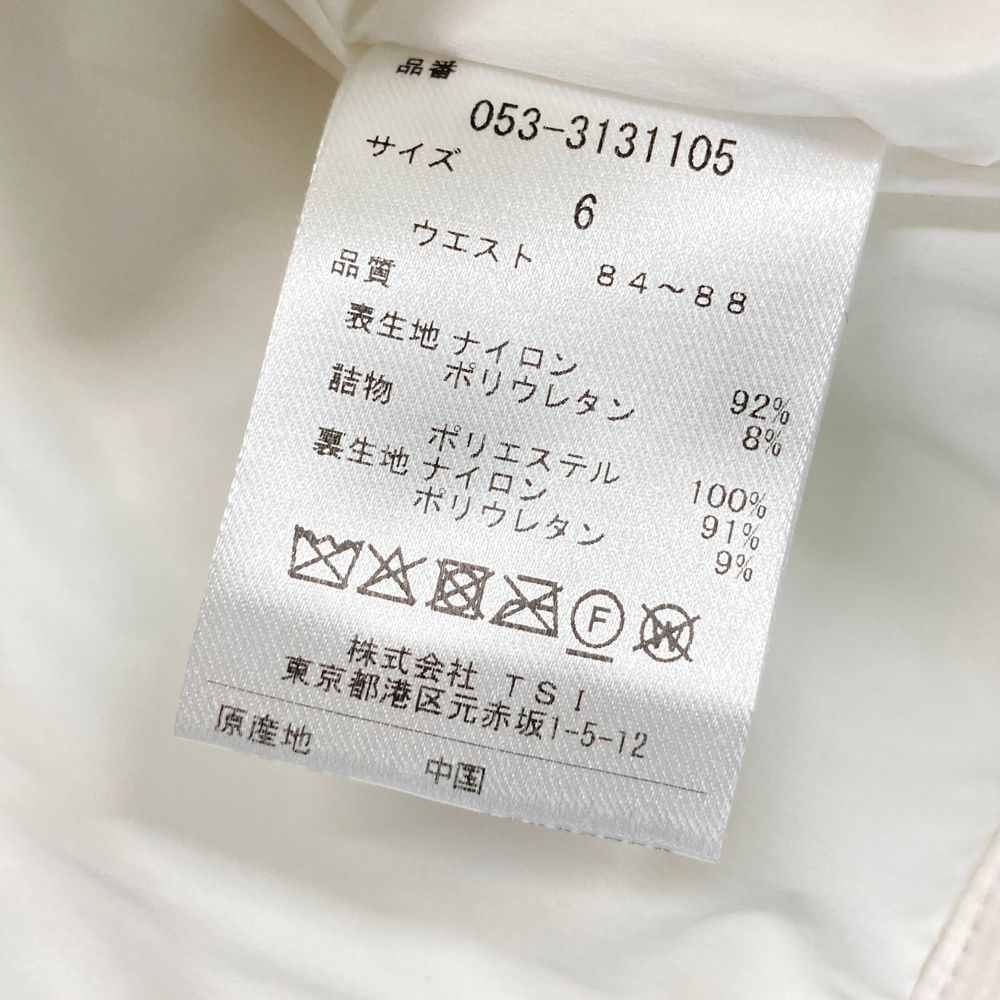 品番
053-3131105
サイズ
6
ウエスト ８４～８８
品質
表生地 ナイロン 92%
ポリウレタン 8%
詰物
ポリエステル 100%
裏生地 ナイロン 91%
ポリウレタン 9%
F W
株式会社 ＴＳＩ
東京都港区元赤坂1-5-12
原産地
中国